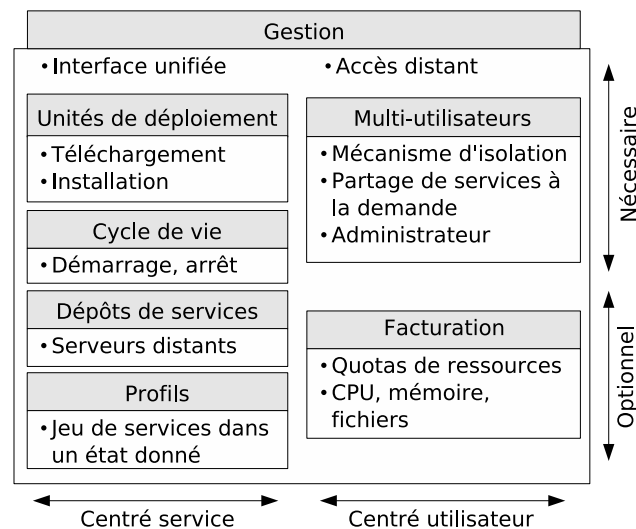 Gestion
•Interface unifiée
•Accès distant
Unités de déploiement
•Téléchargement
•Installation
Cycle de vie
•Démarrage, arrêt
Dépôts de services
•Serveurs distants
Profils
•Jeu de services dans
un état donné
Multi-utilisateurs
•Mécanisme d'isolation
•Partage de services à
la demande
•Administrateur
Facturation
•Quotas de ressources
•CPU, mémoire,
fichiers
Nécessaire
Optionnel
Centré service
Centré utilisateur